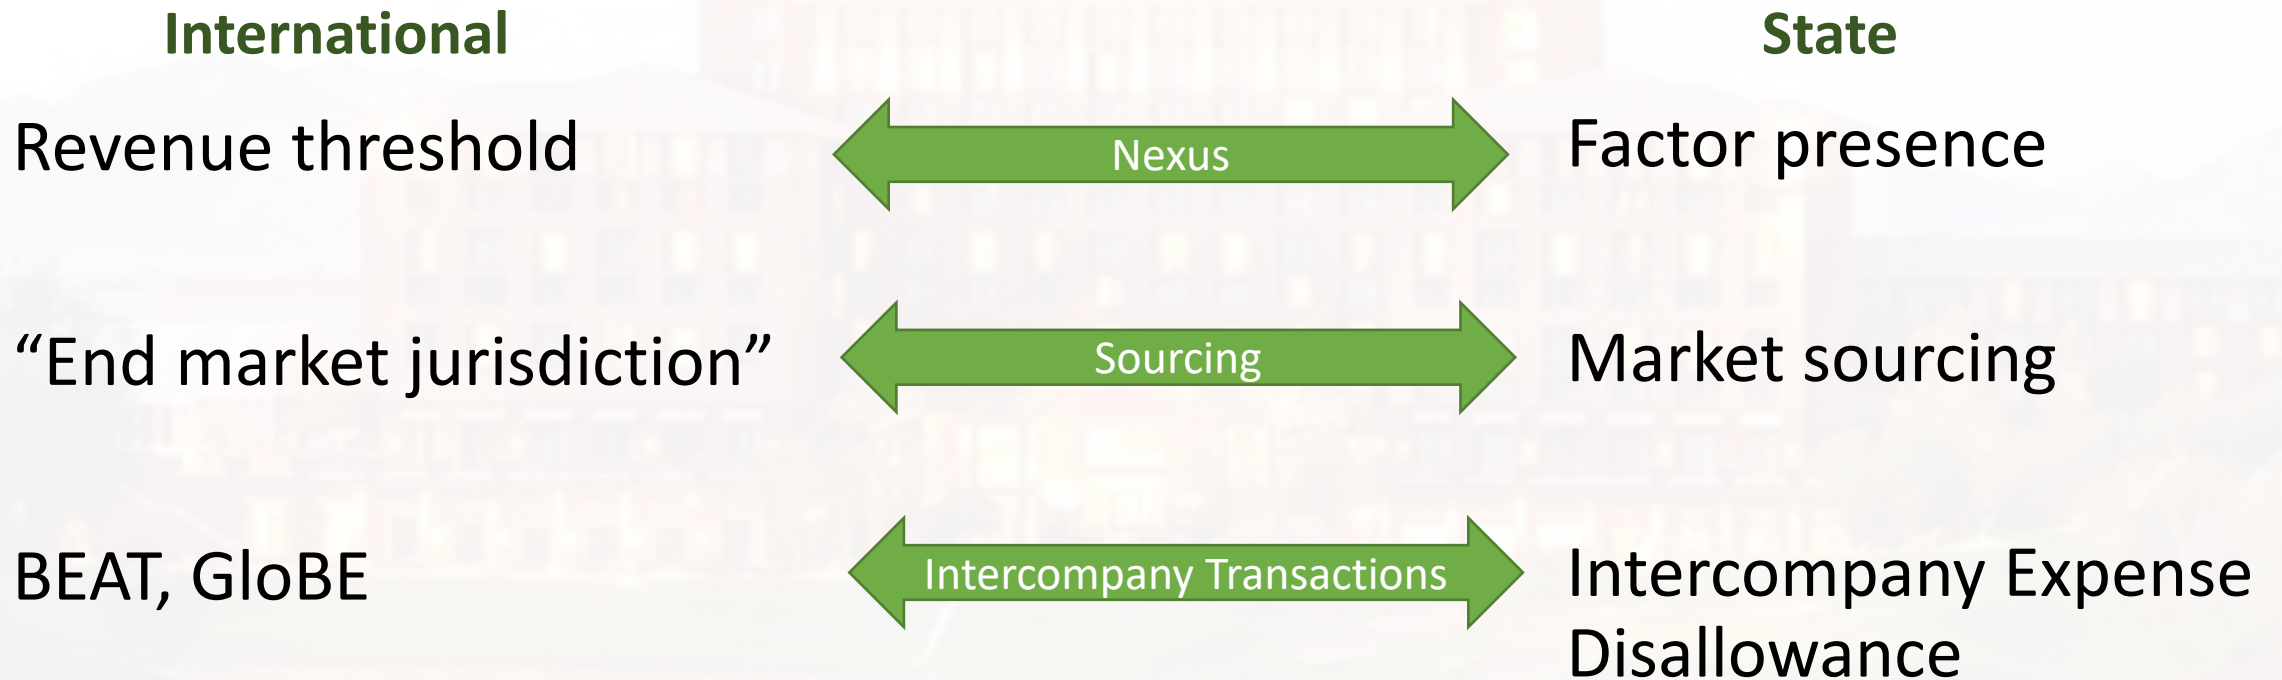 International
State
Revenue threshold
Nexus
Factor presence
“End market jurisdiction”
Sourcing
Market sourcing
BEAT, GloBE
Intercompany Transactions
Intercompany Expense
Disallowance